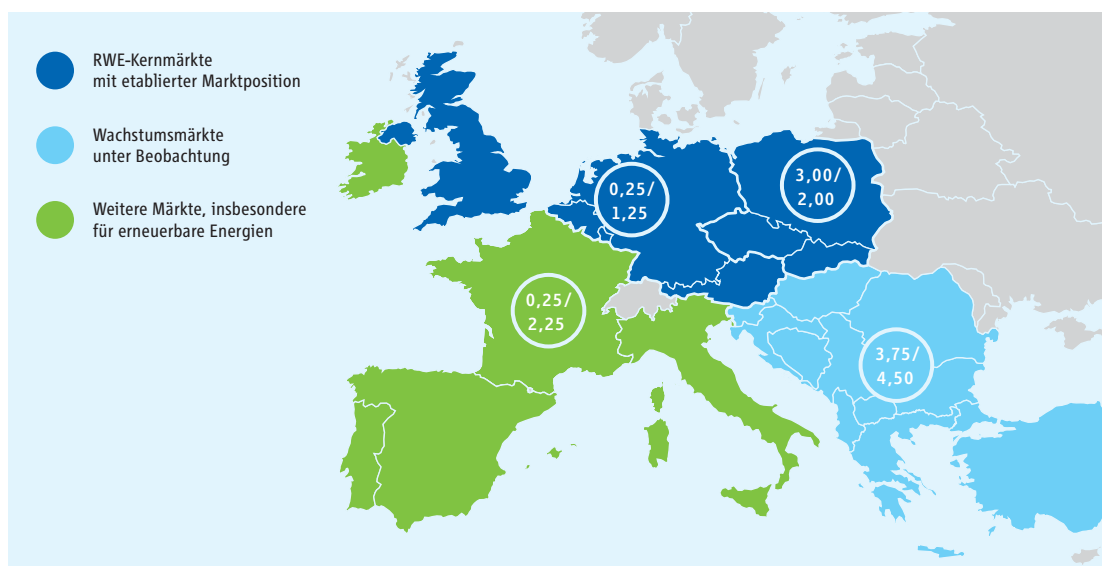 RWE-Kernmärkte
mit etablierter Marktposition
Wachstumsmärkte
unter Beobachtung
Weitere Märkte, insbesondere
für erneuerbare Energien
0,25/
1,25
3,00/
2,00
0,25/
2,25
3,75/
4,50